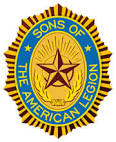 SONS OF
THE AMERICAN LEGION